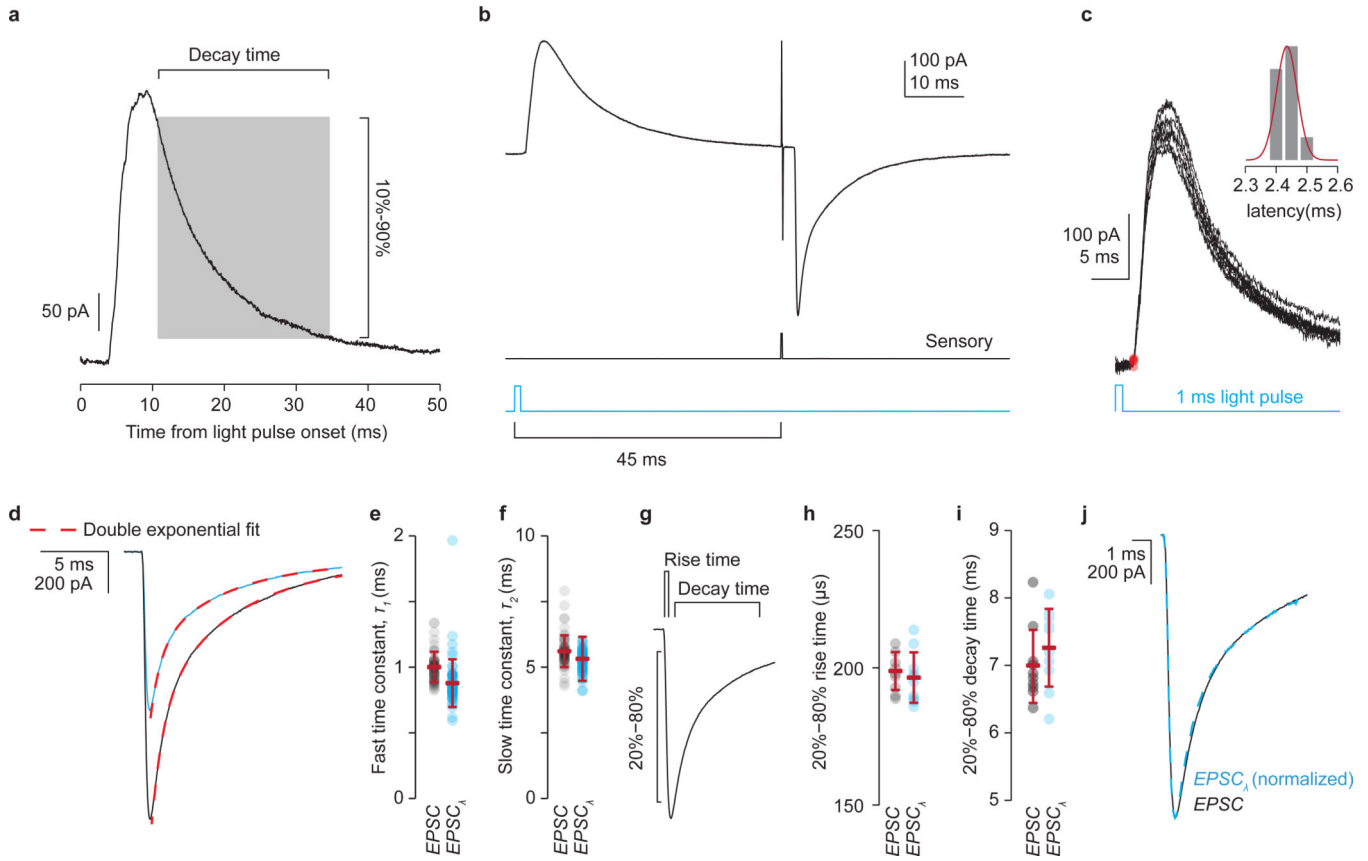 a
Decay time
10%-90%
50 pA
0 10 20 30 40 50
Time from light pulse onset (ms)
b
100 pA
10 ms
Sensory
45 ms
c
2.3 2.4 2.5 2.6
latency(ms)
100 pA
5 ms
1 ms light pulse
d
Double exponential fit
5 ms
200 pA
e
Fast time constant, τ1 (ms)
2
1
0
EPSC
EPSCλ
f
Slow time constant, τ2 (ms)
10
5
0
EPSC
EPSCλ
g
Rise time
Decay time
20%–80%
h
20%–80% rise time (µs)
250
200
150
EPSC
EPSCλ
i
20%–80% decay time (ms)
9
8
7
6
5
EPSC
EPSCλ
j
1 ms
200 pA
EPSCλ (normalized)
EPSC